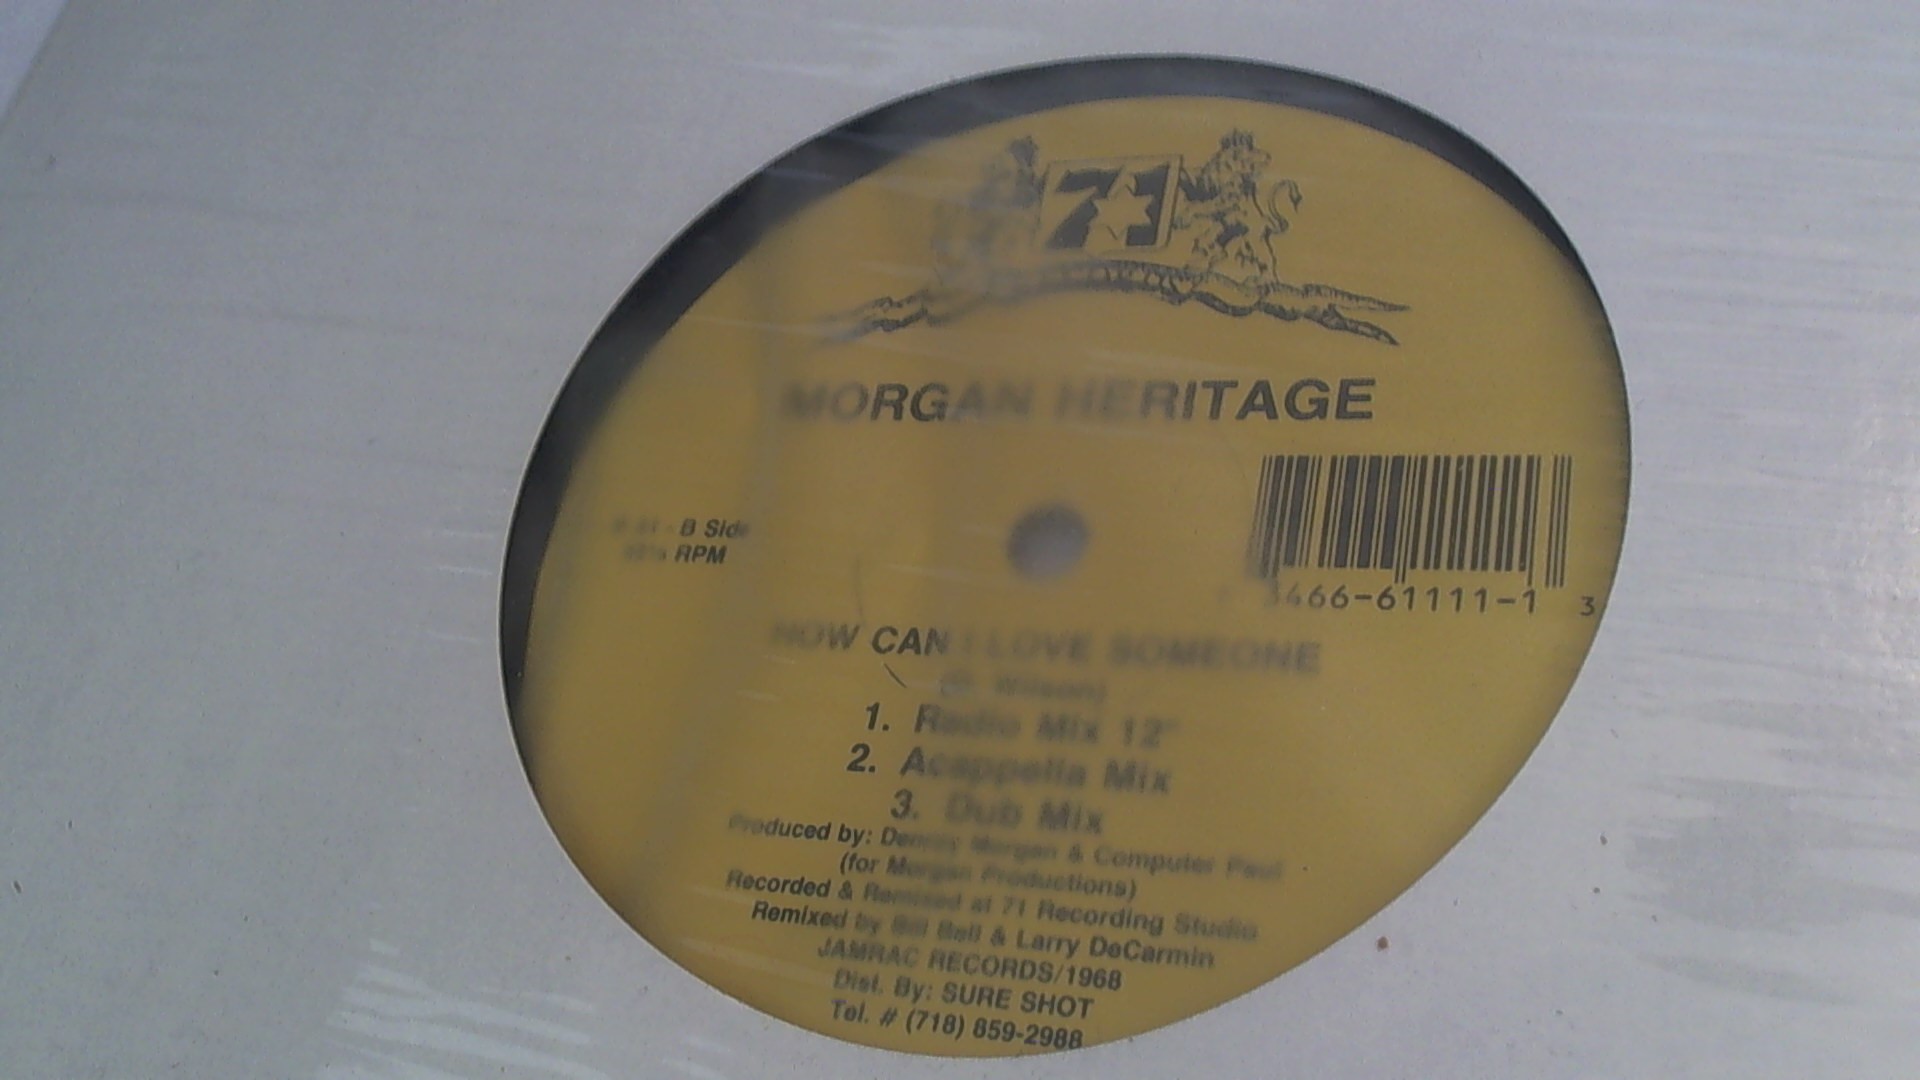 71
MORGAN HERITAGE
B Side
RPM
3466-61111-1 3
HOW CAN I LOVE SOMEONE
Wilson)
1. Radio Mix 12"
2. Acappella Mix
3. Dub Mix
Produced by: Denroy Morgan & Computer Paul
(for Morgan Productions)
Recorded & Remixed at 71 Recording Studio
Remixed by Bill Bell & Larry DeCarmin
JAMRAC RECORDS/1968
Dist. By: SURE SHOT
Tel. # (718) 859-2988